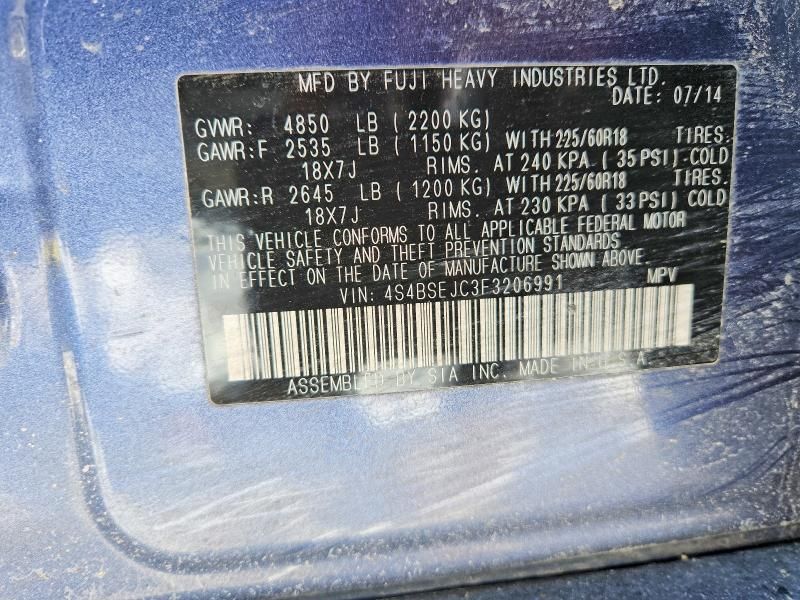 MFD BY FUJI HEAVY INDUSTRIES LTD.
DATE: 07/14
GVWR: 4850 LB (2200 KG)
GAWR:F 2535 LB (1150 KG) WITH 225/60R18 TIRES.
18X7J RIMS. AT 240 KPA (35 PSI) COLD
GAWR:R 2645 LB (1200 KG) WITH 225/60R18 TIRES.
18X7J RIMS. AT 230 KPA (33 PSI) COLD
THIS VEHICLE CONFORMS TO ALL APPLICABLE FEDERAL MOTOR
VEHICLE SAFETY AND THEFT PREVENTION STANDARDS
IN EFFECT ON THE DATE OF MANUFACTURE SHOWN ABOVE.
VIN: 4S4BSEJC3F3206991 MPV
ASSEMBLED BY SIA INC. MADE IN U.S.A.